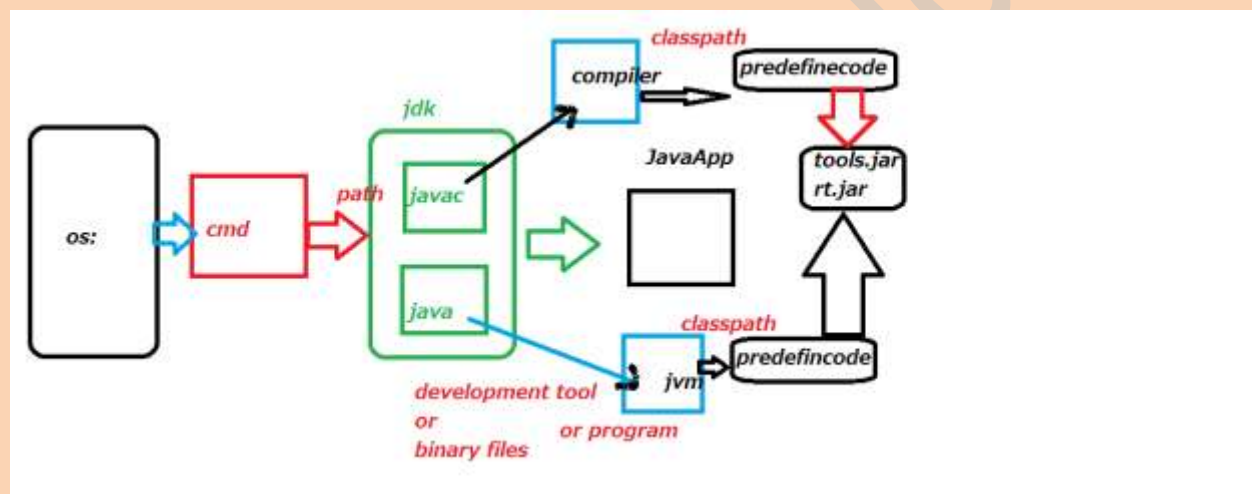 classpath
predefinecode
compiler
jdk
JavaApp
tools.jar
rt.jar
path
javac
os:
cmd
java
classpath
predefincode
jvm
development tool
or
or program
binary files